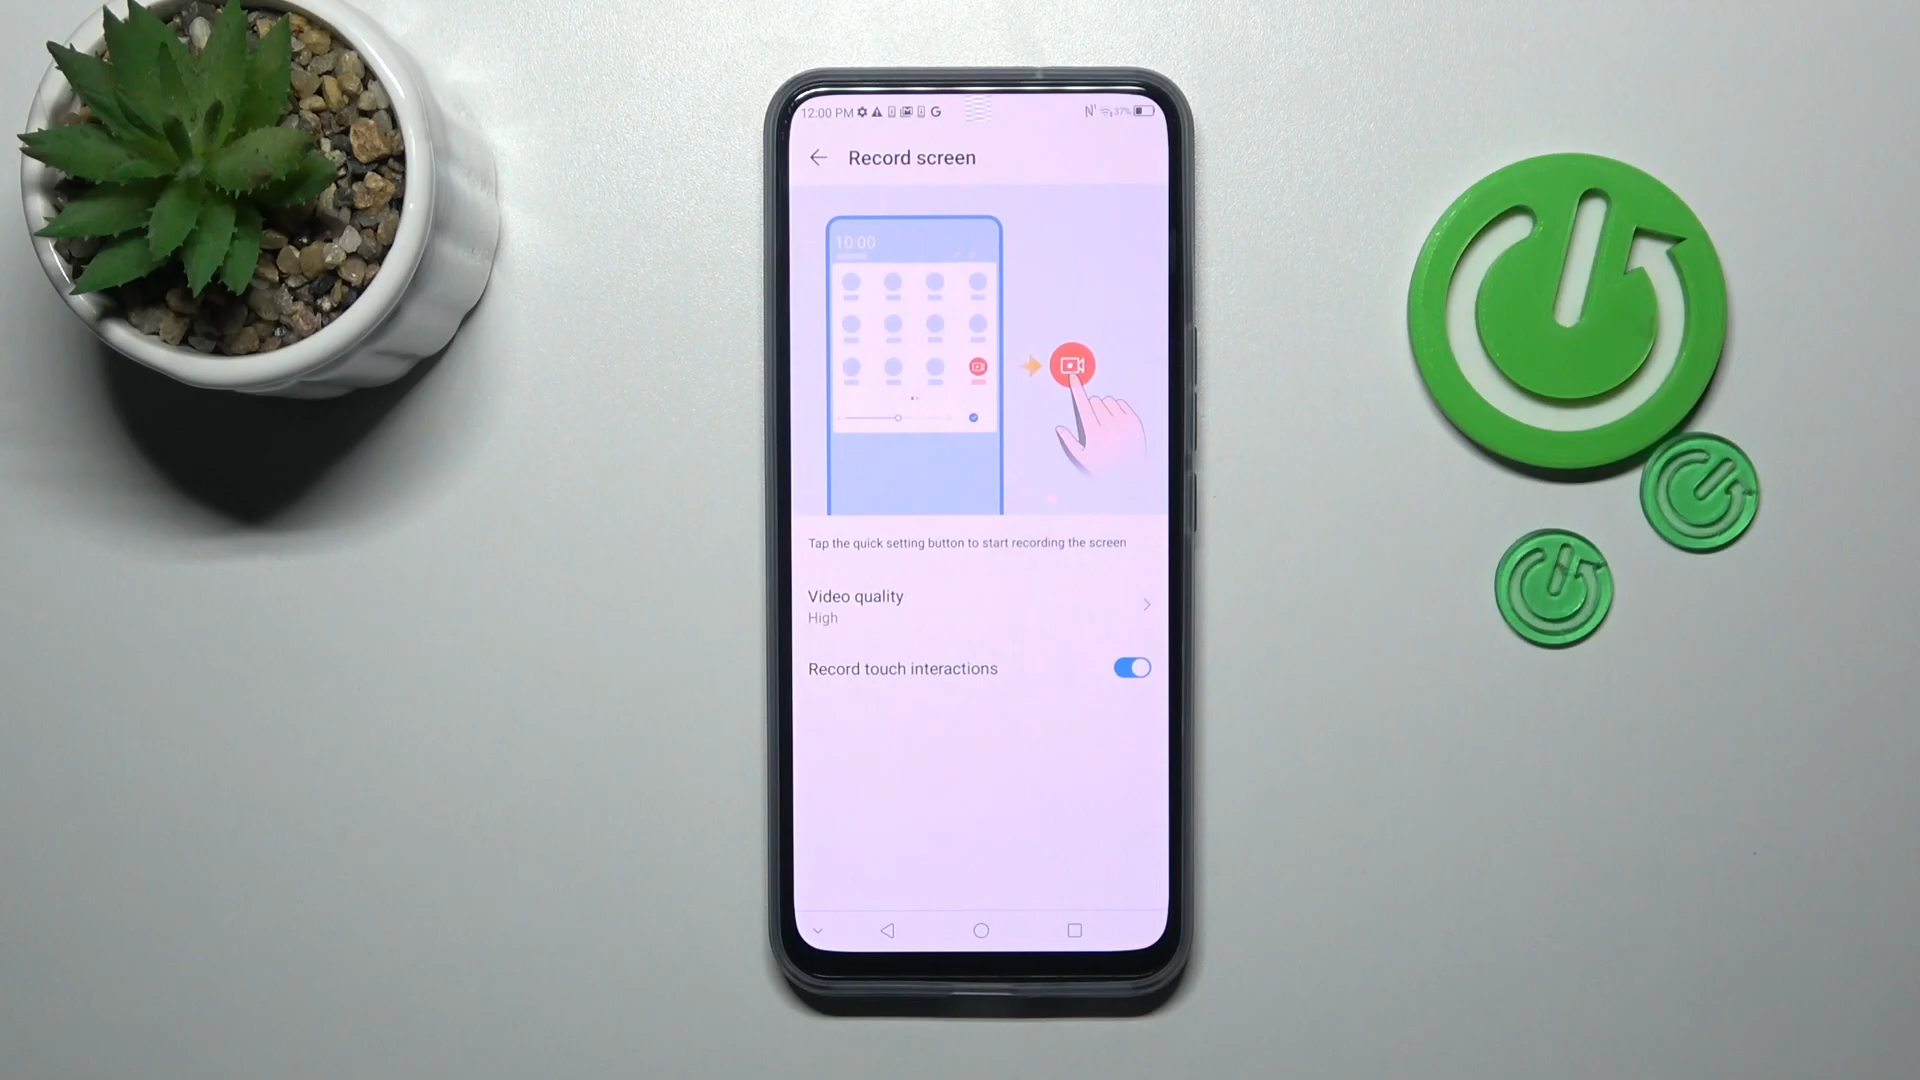 12:00 PM
37%
Record screen
10:00
Tap the quick setting button to start recording the screen
Video quality
High
Record touch interactions